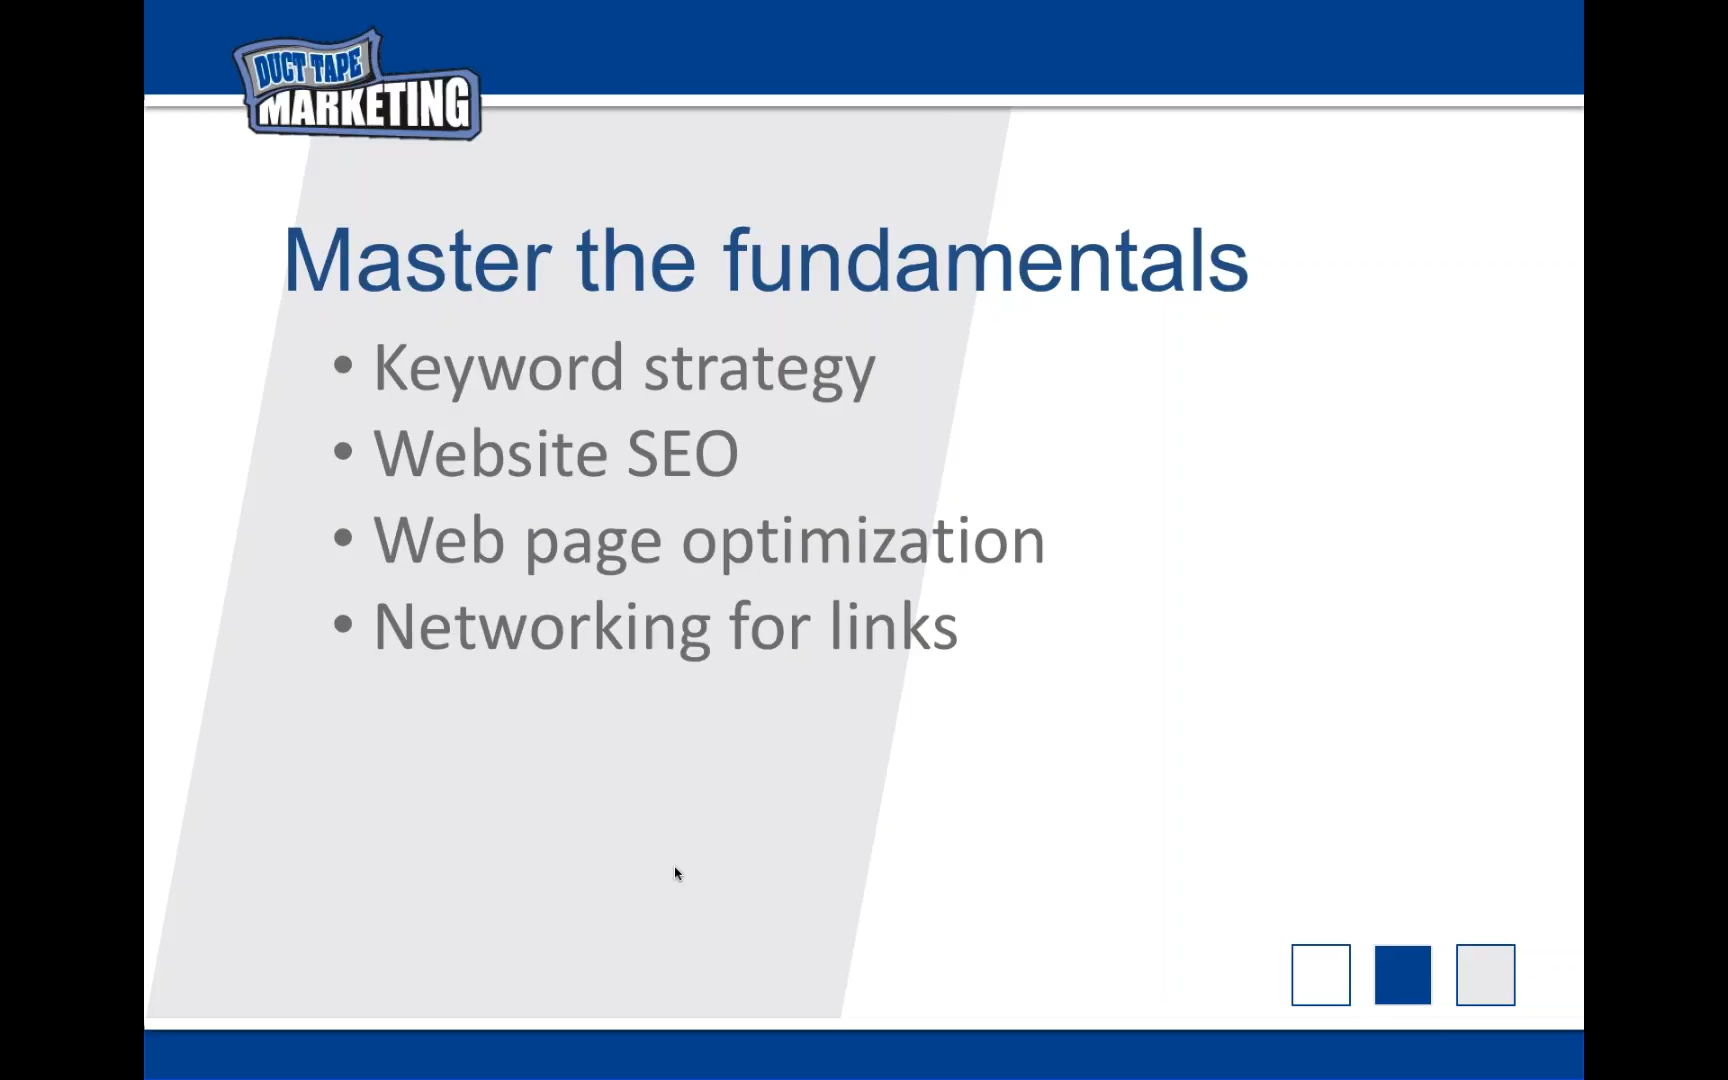 DUCT TAPE
MARKETING
Master the fundamentals
• Keyword strategy
• Website SEO
• Web page optimization
• Networking for links